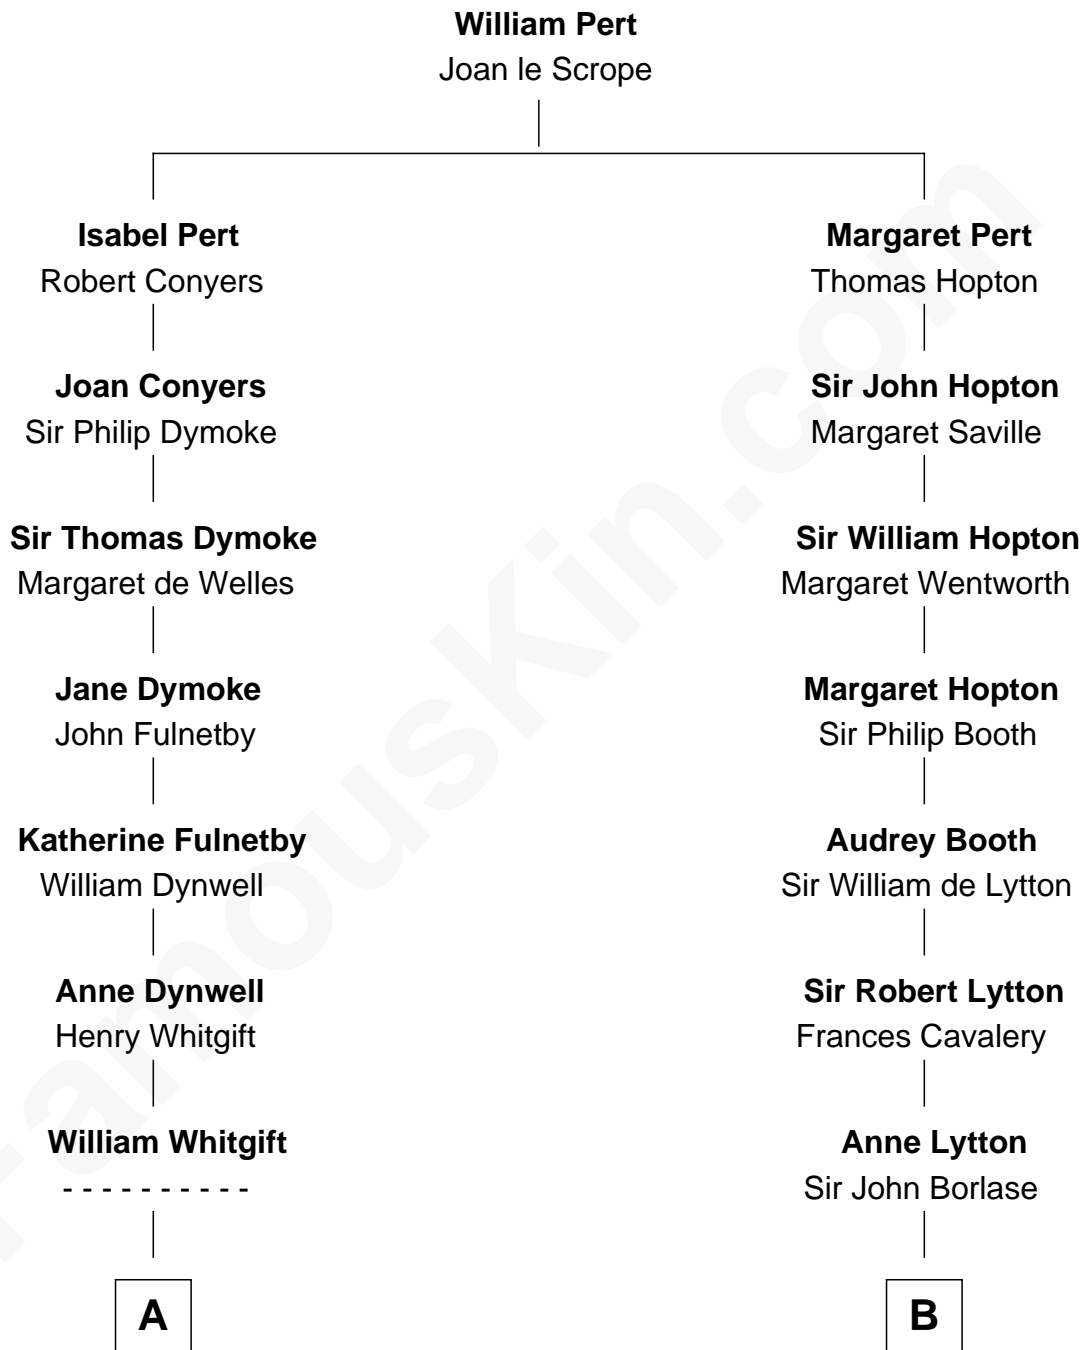 William Pert
Joan le Scrope
Isabel Pert
Robert Conyers
Margaret Pert
Thomas Hopton
Joan Conyers
Sir Philip Dymoke
Sir John Hopton
Margaret Saville
Sir Thomas Dymoke
Margaret de Welles
Sir William Hopton
Margaret Wentworth
Jane Dymoke
John Fulnetby
Margaret Hopton
Sir Philip Booth
Katherine Fulnetby
William Dynwell
Audrey Booth
Sir William de Lytton
Anne Dynwell
Henry Whitgift
Sir Robert Lytton
Frances Cavalery
William Whitgift
- - - - - - - - - -
Anne Lytton
Sir John Borlase
A
B
FamousKin.com